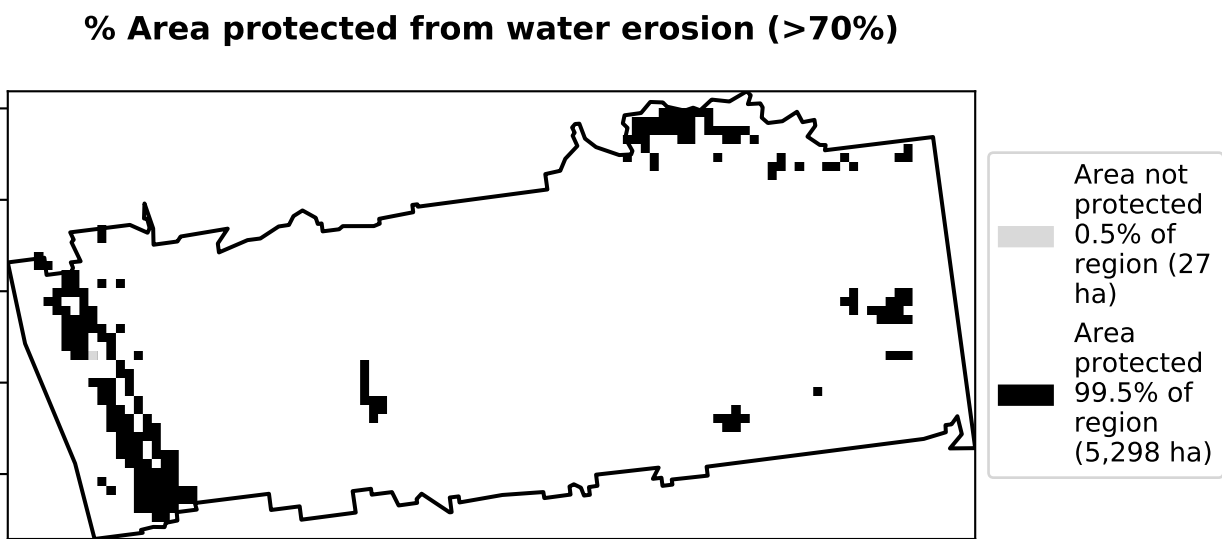 % Area protected from water erosion (>70%)
Area not
protected
0.5% of
region (27
ha)
Area
protected
99.5% of
region
(5,298 ha)